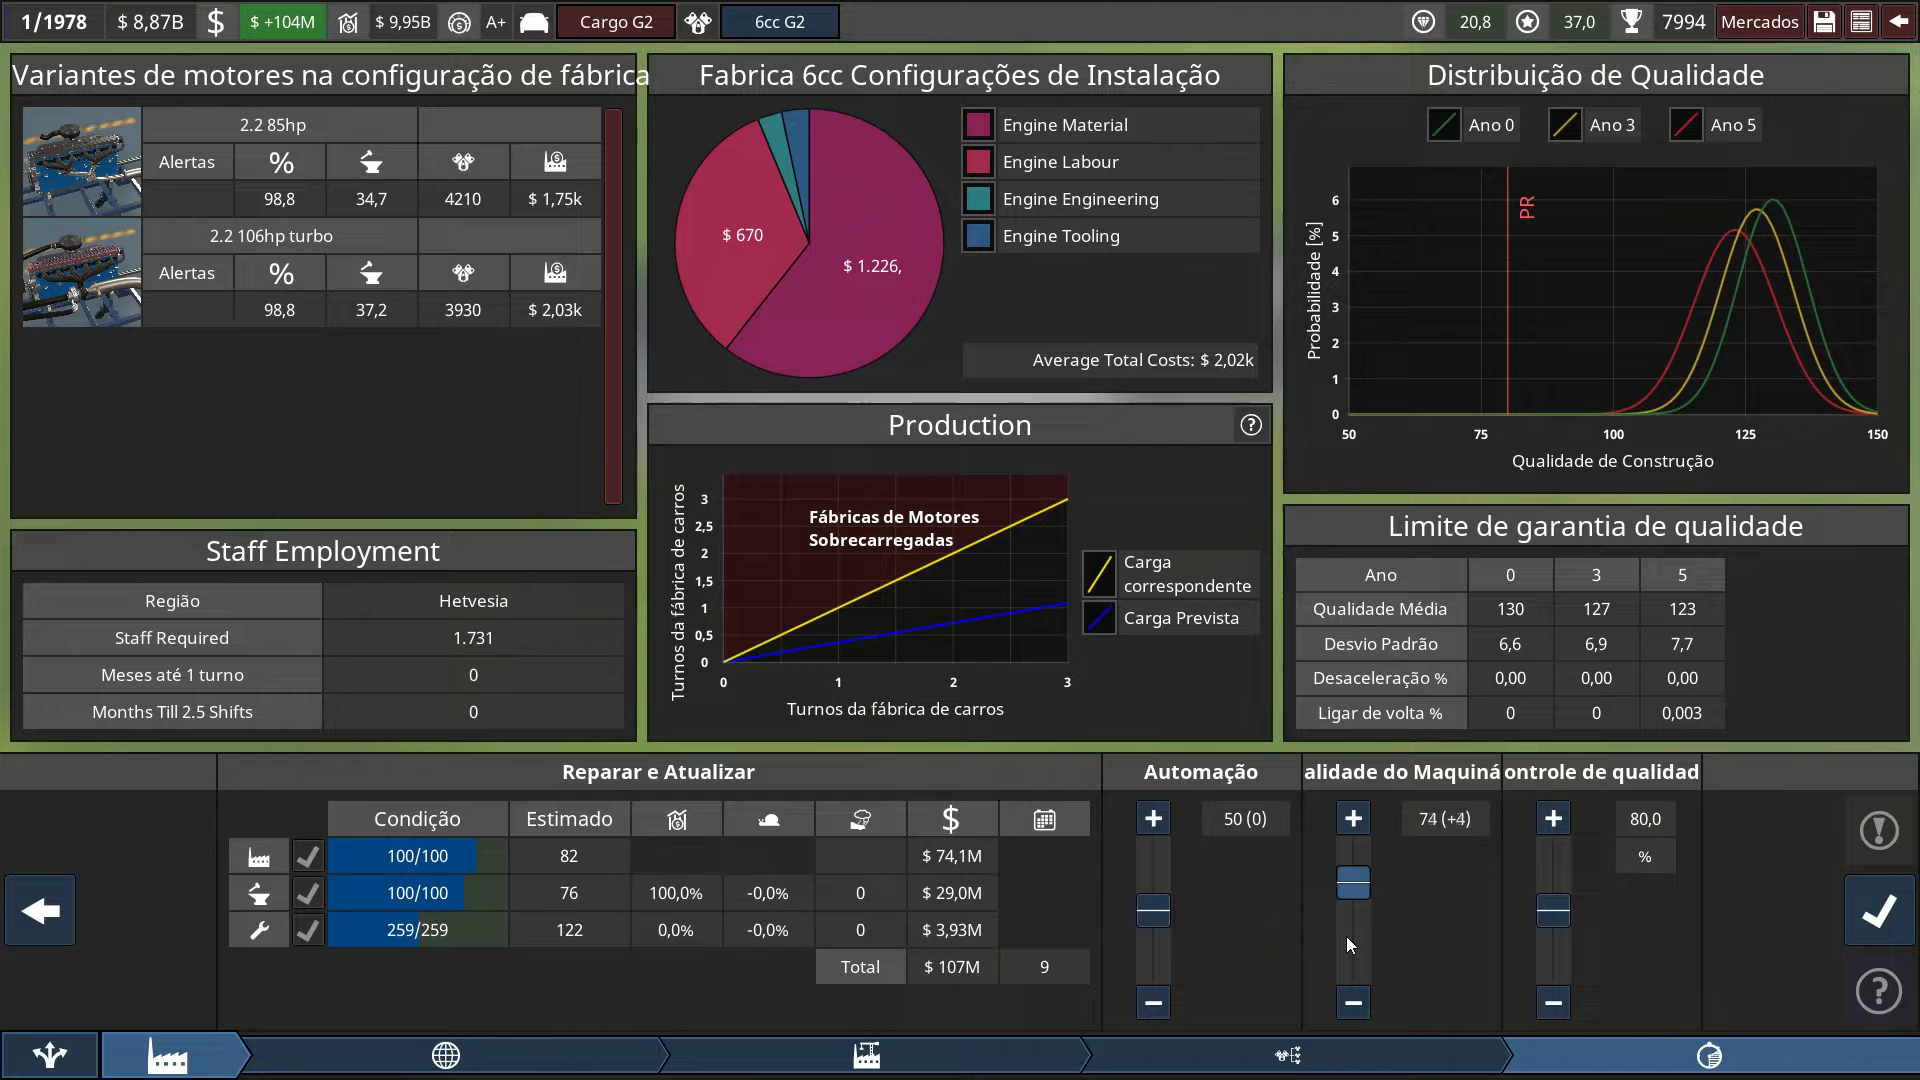 1/1978 $ 8,87B $ +104M $ 9,95B A+ Cargo G2 6cc G2 20,8 37,0 7994 Mercados
Variantes de motores na configuração de fábrica
2.2 85hp
Alertas %
98,8 34,7 4210 $ 1,75k
2.2 106hp turbo
Alertas %
98,8 37,2 3930 $ 2,03k
Staff Employment
Região Hetvesia
Staff Required 1.731
Meses até 1 turno 0
Months Till 2.5 Shifts 0
Fabrica 6cc Configurações de Instalação
$ 670
$ 1.226,
Engine Material
Engine Labour
Engine Engineering
Engine Tooling
Average Total Costs: $ 2,02k
Production ?
Turnos da fábrica de carros
3
2,5
2
1,5
1
0,5
0
Fábricas de Motores
Sobrecarregadas
0 1 2 3
Turnos da fábrica de carros
Carga
correspondente
Carga Prevista
Distribuição de Qualidade
Ano 0 Ano 3 Ano 5
Probabilidade [%]
6
5
4
3
2
1
0
PR
50 75 100 125 150
Qualidade de Construção
Limite de garantia de qualidade
Ano 0 3 5
Qualidade Média 130 127 123
Desvio Padrão 6,6 6,9 7,7
Desaceleração % 0,00 0,00 0,00
Ligar de volta % 0 0 0,003
Reparar e Atualizar
Condição Estimado $
100/100 82 $ 74,1M
100/100 76 100,0% -0,0% 0 $ 29,0M
259/259 122 0,0% -0,0% 0 $ 3,93M
Total $ 107M 9
Automação
+ 50 (0)
−
alidade do Maquiná
+ 74 (+4)
−
ontrole de qualidad
+ 80,0
%
−
!
?